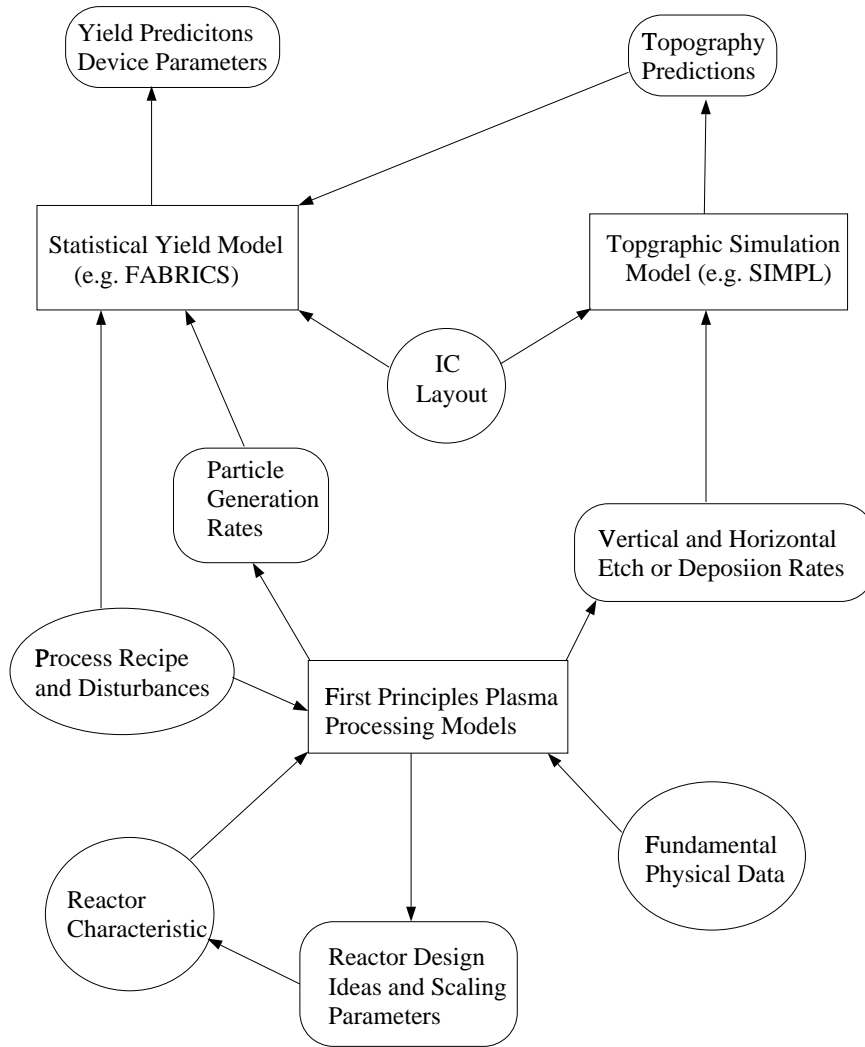 Yield Predicitons
Device Parameters
Topography
Predictions
Statistical Yield Model
(e.g. FABRICS)
Topgraphic Simulation
Model (e.g. SIMPL)
IC
Layout
Particle
Generation
Rates
Vertical and Horizontal
Etch or Deposiion Rates
Process Recipe
and Disturbances
First Principles Plasma
Processing Models
Fundamental
Physical Data
Reactor
Characteristic
Reactor Design
Ideas and Scaling
Parameters